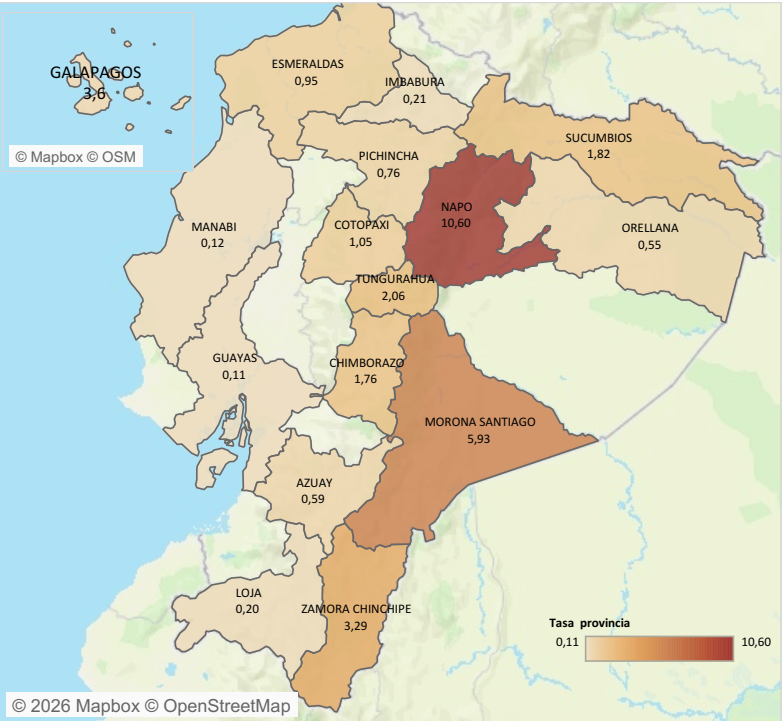 GALAPAGOS
3,6
© Mapbox © OSM
ESMERALDAS
0,95
IMBABURA
0,21
SUCUMBIOS
1,82
PICHINCHA
0,76
NAPO
10,60
MANABI
0,12
COTOPAXI
1,05
ORELLANA
0,55
TUNGURAHUA
2,06
GUAYAS
0,11
CHIMBORAZO
1,76
MORONA SANTIAGO
5,93
AZUAY
0,59
LOJA
0,20
ZAMORA CHINCHIPE
3,29
Tasa provincia
0,11 10,60
© 2026 Mapbox © OpenStreetMap